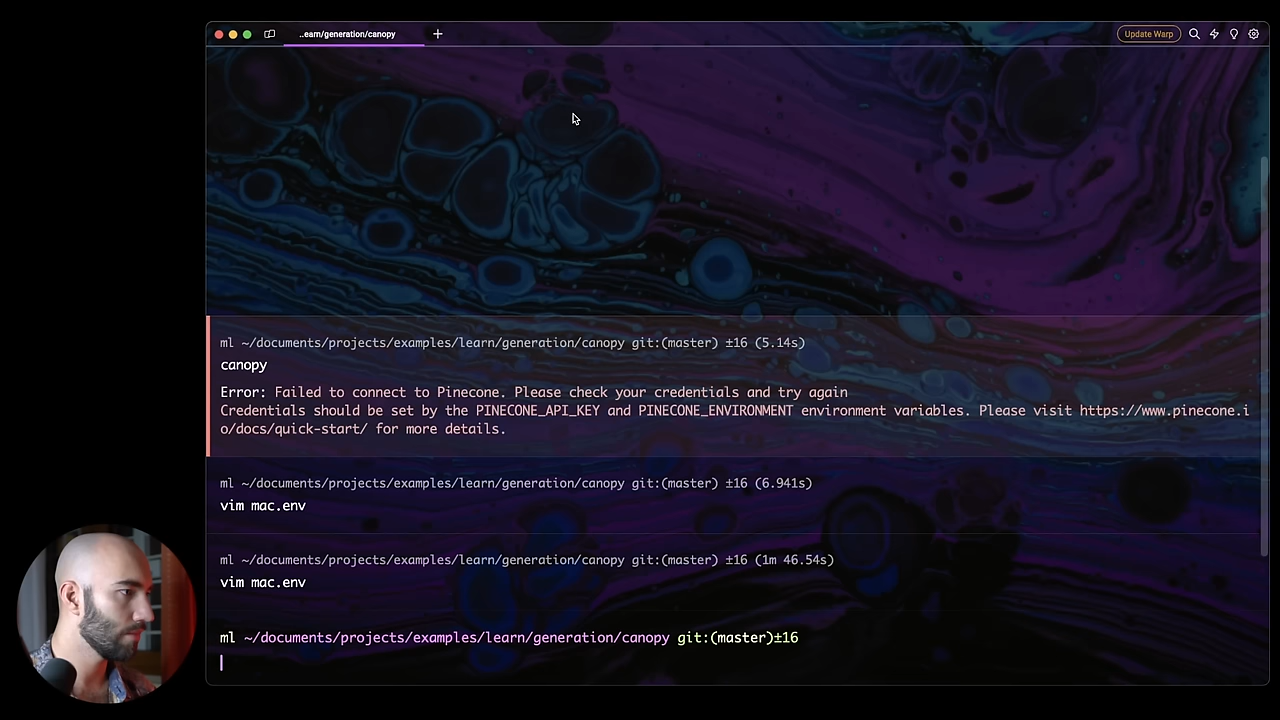 ..earn/generation/canopy
Update Warp
ml ~/documents/projects/examples/learn/generation/canopy git:(master) ±16 (5.14s)
canopy
Error: Failed to connect to Pinecone. Please check your credentials and try again
Credentials should be set by the PINECONE_API_KEY and PINECONE_ENVIRONMENT environment variables. Please visit https://www.pinecone.i
o/docs/quick-start/ for more details.
ml ~/documents/projects/examples/learn/generation/canopy git:(master) ±16 (6.941s)
vim mac.env
ml ~/documents/projects/examples/learn/generation/canopy git:(master) ±16 (1m 46.54s)
vim mac.env
ml ~/documents/projects/examples/learn/generation/canopy git:(master)±16